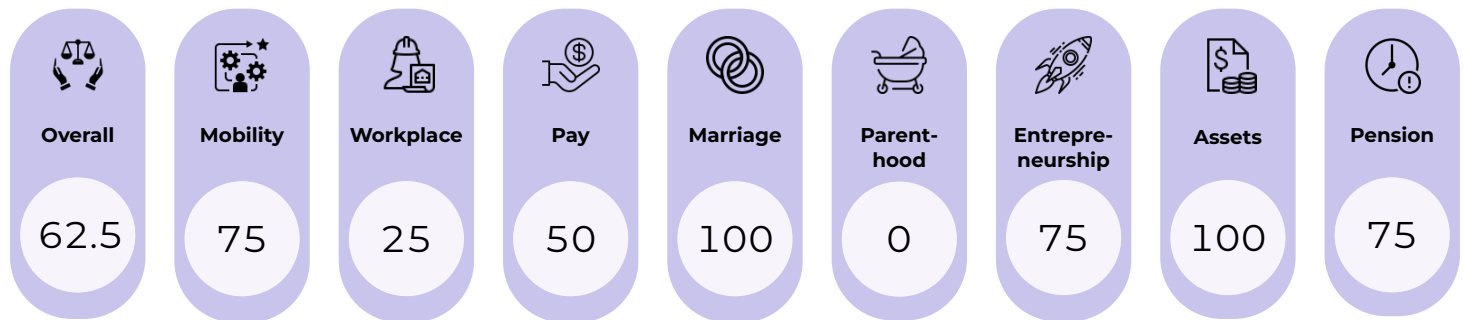 Overall
62.5
Mobility
75
Workplace
25
$
Pay
50
Marriage
100
Parent-
hood
0
Entrepre-
neurship
75
$
Assets
100
!
Pension
75